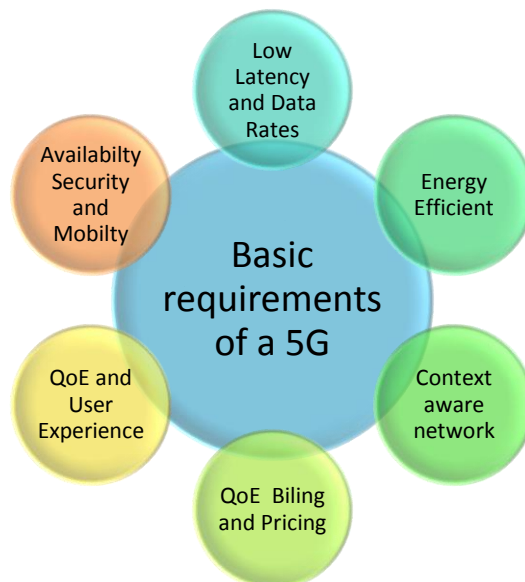 Low
Latency
and Data
Rates
Availabilty
Security
and
Mobilty
Energy
Efficient
Basic
requirements
of a 5G
QoE and
User
Experience
Context
aware
network
QoE Biling
and Pricing